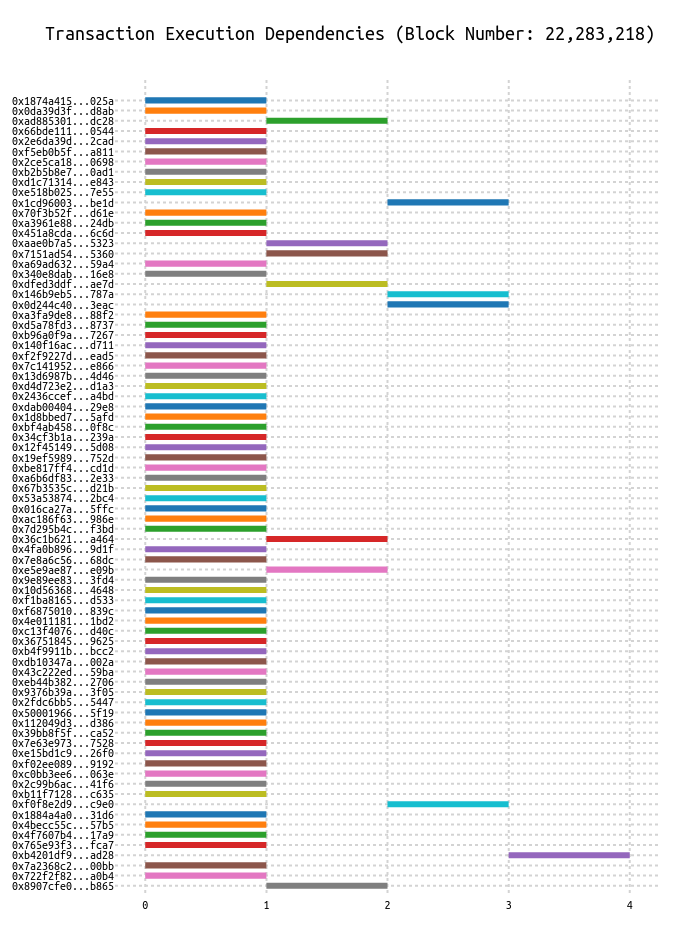 Transaction Execution Dependencies (Block Number: 22,283,218)
0x1874a415...025a
0x0da39d3f...d8ab
0xad885301...dc28
0x66bde111...0544
0x2e6da39d...2cad
0xf5eb0b5f...a811
0x2ce5ca18...0698
0xb2b5b8e7...0ad1
0xd1c71314...e843
0xe518b025...7e55
0x1cd96003...be1d
0x70f3b52f...d61e
0xa3961e88...24db
0x451a8cda...6c6d
0xaae0b7a5...5323
0x7151ad54...5360
0xa69ad632...59a4
0x340e8dab...16e8
0xdfed3ddf...ae7d
0x146b9eb5...787a
0x0d244c40...3eac
0xa3fa9de8...88f2
0xd5a78fd3...8737
0xb96a0f9a...7267
0x140f16ac...d711
0xf2f9227d...ead5
0x7c141952...e866
0x13d6987b...4d46
0xd4d723e2...d1a3
0x2436ccef...a4bd
0xdab00404...29e8
0x1d8bbed7...5afd
0xbf4ab458...0f8c
0x34cf3b1a...239a
0x12f45149...5d08
0x19ef5989...752d
0xbe817ff4...cd1d
0xa6b6df83...2e33
0x67b3535c...d21b
0x53a53874...2bc4
0x016ca27a...5ffc
0xac186f63...986e
0x7d295b4c...f3bd
0x36c1b621...a464
0x4fa0b896...9d1f
0x7e8a6c56...68dc
0xe5e9ae87...e09b
0x9e89ee83...3fd4
0x10d56368...4648
0xf1ba8165...d533
0xf6875010...839c
0x4e011181...1bd2
0xc13f4076...d40c
0x36751845...9625
0xb4f9911b...bcc2
0xdb10347a...002a
0x43c222ed...59ba
0xeb44b382...2706
0x9376b39a...3f05
0x2fdc6bb5...5447
0x50001966...5f19
0x112049d3...d386
0x39bb8f5f...ca52
0x7e63e973...7528
0xe15bd1c9...26f0
0xf02ee089...9192
0xc0bb3ee6...063e
0x2c99b6ac...41f6
0xb11f7128...c635
0xf0f8e2d9...c9e0
0x1884a4a0...31d6
0x4becc55c...57b5
0x4f7607b4...17a9
0x765e93f3...fca7
0xb4201df9...ad28
0x7a2368c2...00bb
0x722f2f82...a0b4
0x8907cfe0...b865
0 1 2 3 4